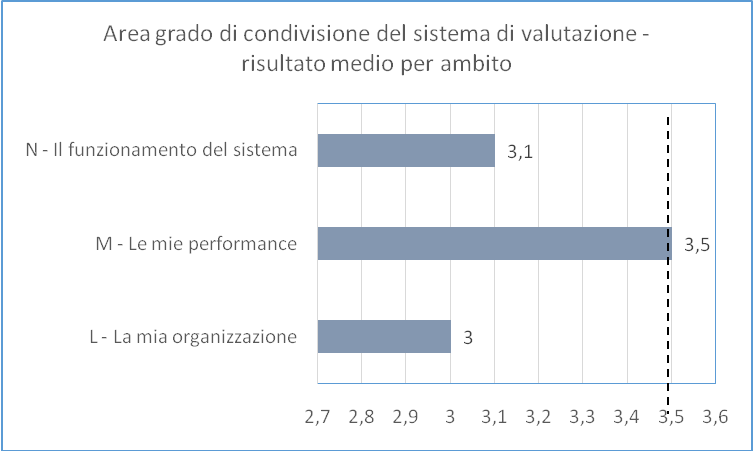 Area grado di condivisione del sistema di valutazione -
risultato medio per ambito
N - Il funzionamento del sistema
3,1
M - Le mie performance
3,5
L - La mia organizzazione
3
2,7 2,8 2,9 3 3,1 3,2 3,3 3,4 3,5 3,6